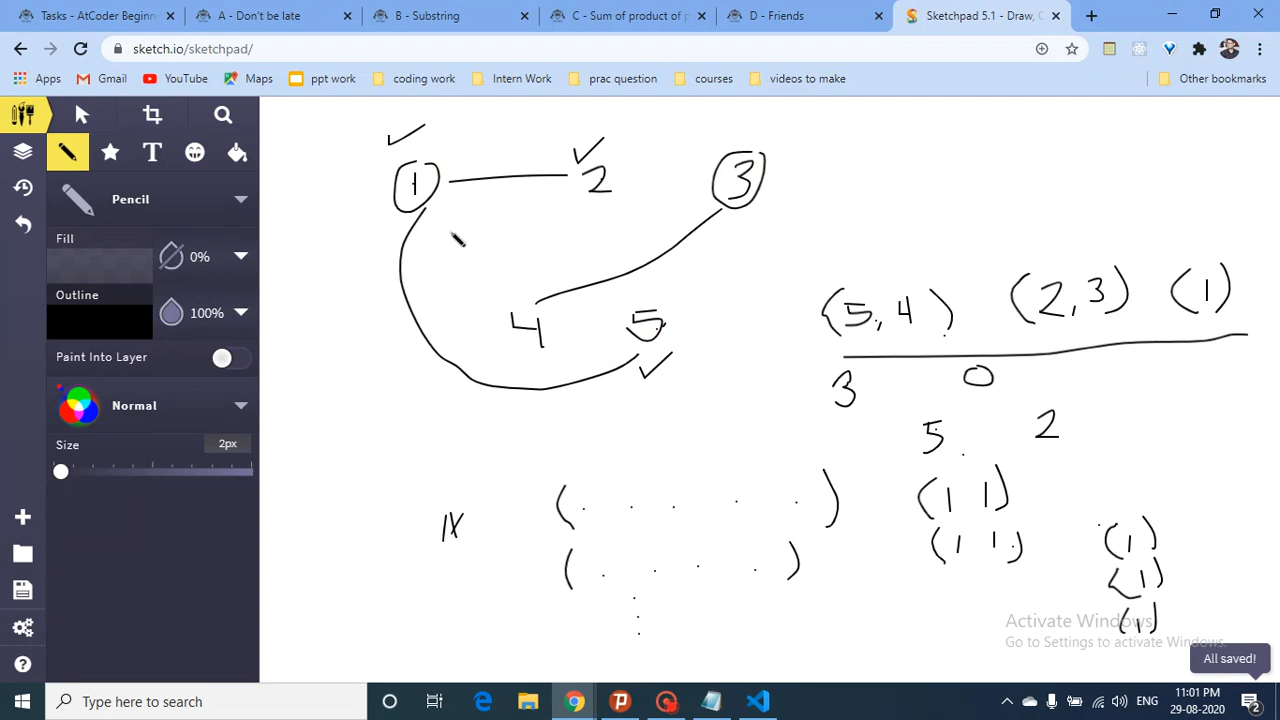 Tasks - AtCoder Beginner
A - Don't be late
B - Substring
C - Sum of product of p
D - Friends
Sketchpad 5.1 - Draw, C
sketch.io/sketchpad/
Apps
Gmail
YouTube
Maps
ppt work
coding work
Intern Work
prac question
courses
videos to make
Other bookmarks
Pencil
Fill
0%
Outline
100%
Paint Into Layer
Normal
Size
2px
1
2
3
4
5
(5,4) (2,3) (1)
3 0
5 2
(1 1)
(1 1)
(1)
(1)
(1)
Activate Windows
Go to Settings to activate Windows.
All saved!
Type here to search
ENG
11:01 PM
29-08-2020
2